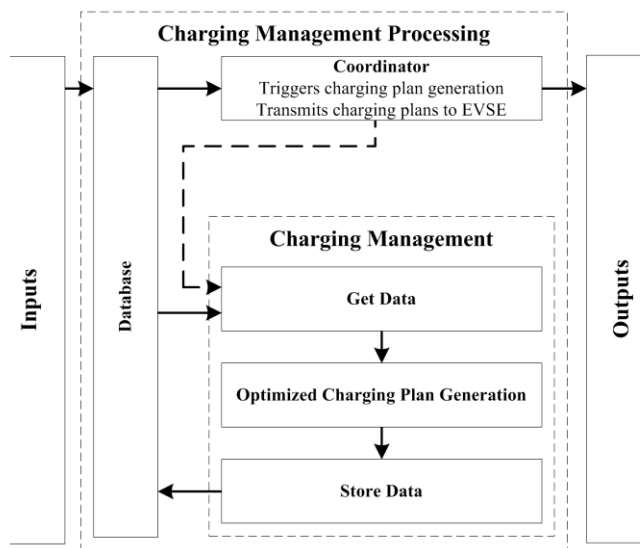 Charging Management Processing
Inputs
Database
Coordinator
Triggers charging plan generation
Transmits charging plans to EVSE
Charging Management
Get Data
Optimized Charging Plan Generation
Store Data
Outputs